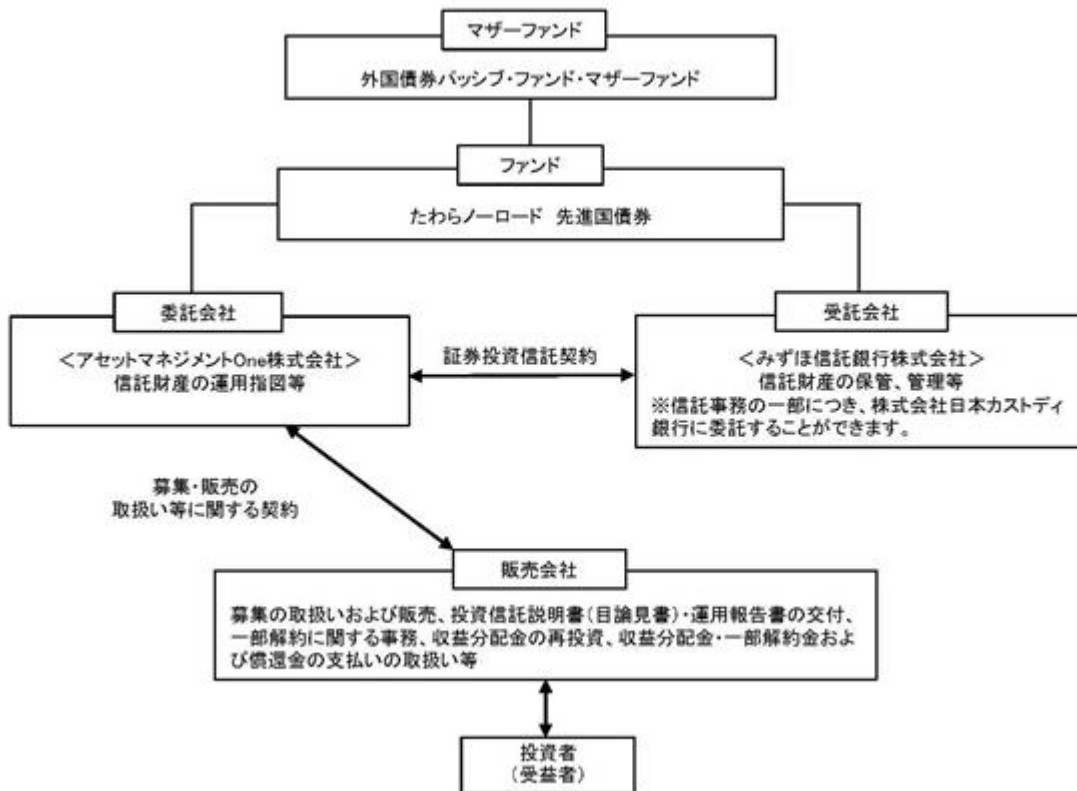 マザーファンド
外国債券パッシブ・ファンド・マザーファンド
ファンド
たわらノーロード 先進国債券
委託会社
＜アセットマネジメントOne株式会社＞
信託財産の運用指図等
証券投資信託契約
受託会社
＜みずほ信託銀行株式会社＞
信託財産の保管、管理等
※信託事務の一部につき、株式会社日本カストディ
銀行に委託することができます。
募集・販売の
取扱い等に関する契約
販売会社
募集の取扱いおよび販売、投資信託説明書(目論見書)・運用報告書の交付、
一部解約に関する事務、収益分配金の再投資、収益分配金・一部解約金およ
び償還金の支払いの取扱い等
投資者
(受益者)